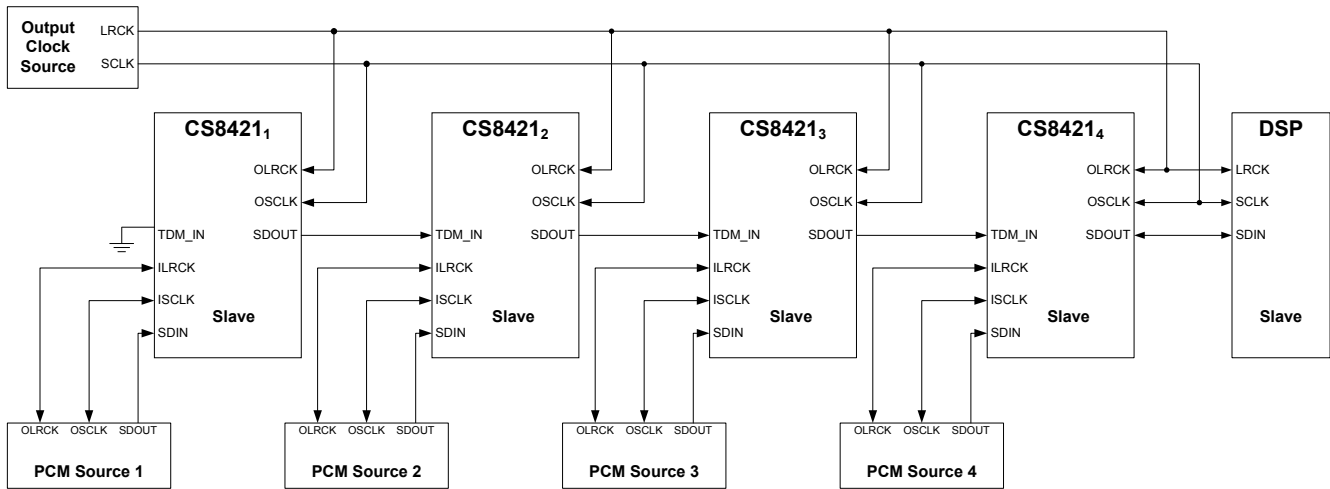 Output
Clock
Source
LRCK
SCLK
CS8421₁
OLRCK
OSCLK
TDM_IN
SDOUT
ILRCK
ISCLK
Slave
SDIN
CS8421₂
OLRCK
OSCLK
TDM_IN
SDOUT
ILRCK
ISCLK
Slave
SDIN
CS8421₃
OLRCK
OSCLK
TDM_IN
SDOUT
ILRCK
ISCLK
Slave
SDIN
CS8421₄
OLRCK
OSCLK
TDM_IN
SDOUT
ILRCK
ISCLK
Slave
SDIN
DSP
LRCK
SCLK
SDIN
Slave
OLRCK OSCLK SDOUT
PCM Source 1
OLRCK OSCLK SDOUT
PCM Source 2
OLRCK OSCLK SDOUT
PCM Source 3
OLRCK OSCLK SDOUT
PCM Source 4